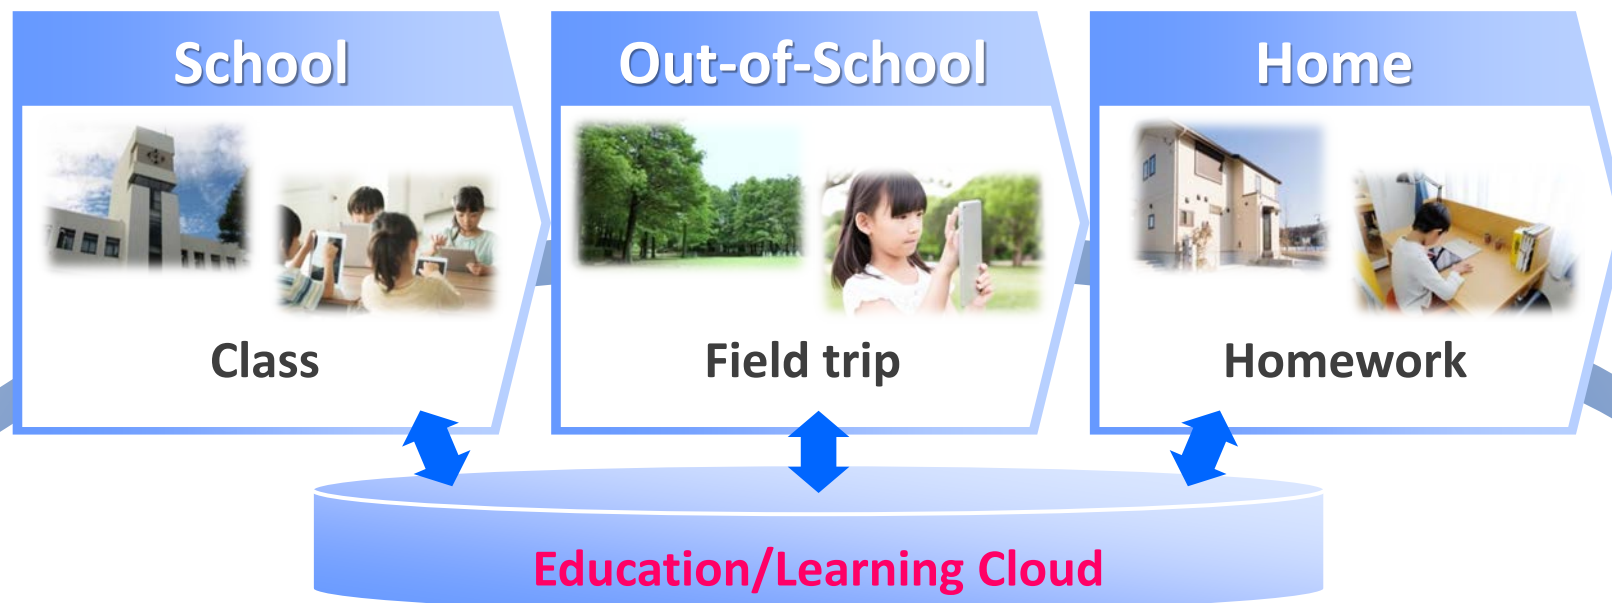 School
Out-of-School
Home
Class
Field trip
Homework
Education/Learning Cloud